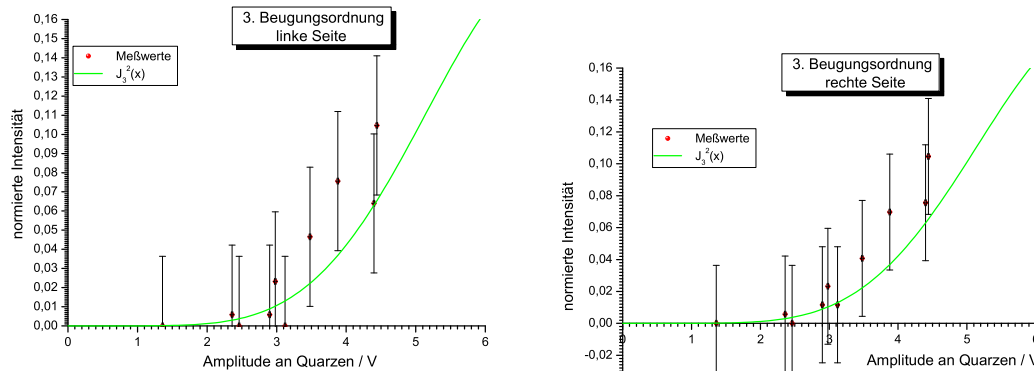 3. Beugungsordnung
linke Seite
Meßwerte
J₃²(x)
normierte Intensität
0,16
0,15
0,14
0,13
0,12
0,11
0,10
0,09
0,08
0,07
0,06
0,05
0,04
0,03
0,02
0,01
0,00
0 1 2 3 4 5 6
Amplitude an Quarzen / V
3. Beugungsordnung
rechte Seite
Meßwerte
J₃²(x)
normierte Intensität
0,16
0,14
0,12
0,10
0,08
0,06
0,04
0,02
0,00
-0,02
0 1 2 3 4 5
Amplitude an Quarzen / V